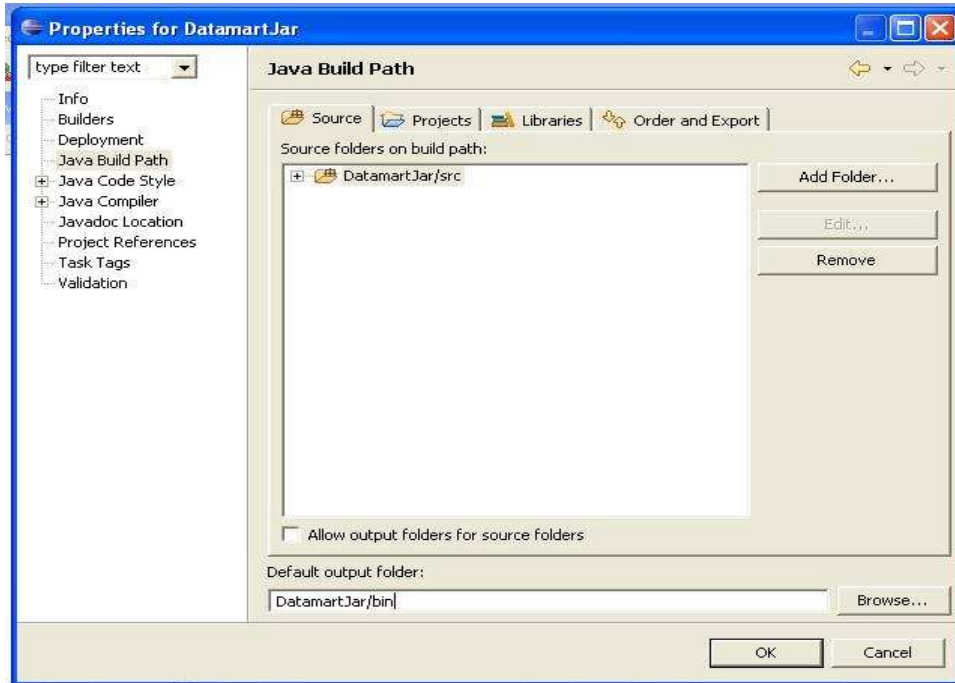 Properties for DatamartJar
type filter text
Java Build Path
Info
Builders
Deployment
Java Build Path
Java Code Style
Java Compiler
Javadoc Location
Project References
Task Tags
Validation
Source
Projects
Libraries
Order and Export
Source folders on build path:
DatamartJar/src
Add Folder...
Edit...
Remove
Allow output folders for source folders
Default output folder:
DatamartJar/bin
Browse...
OK
Cancel